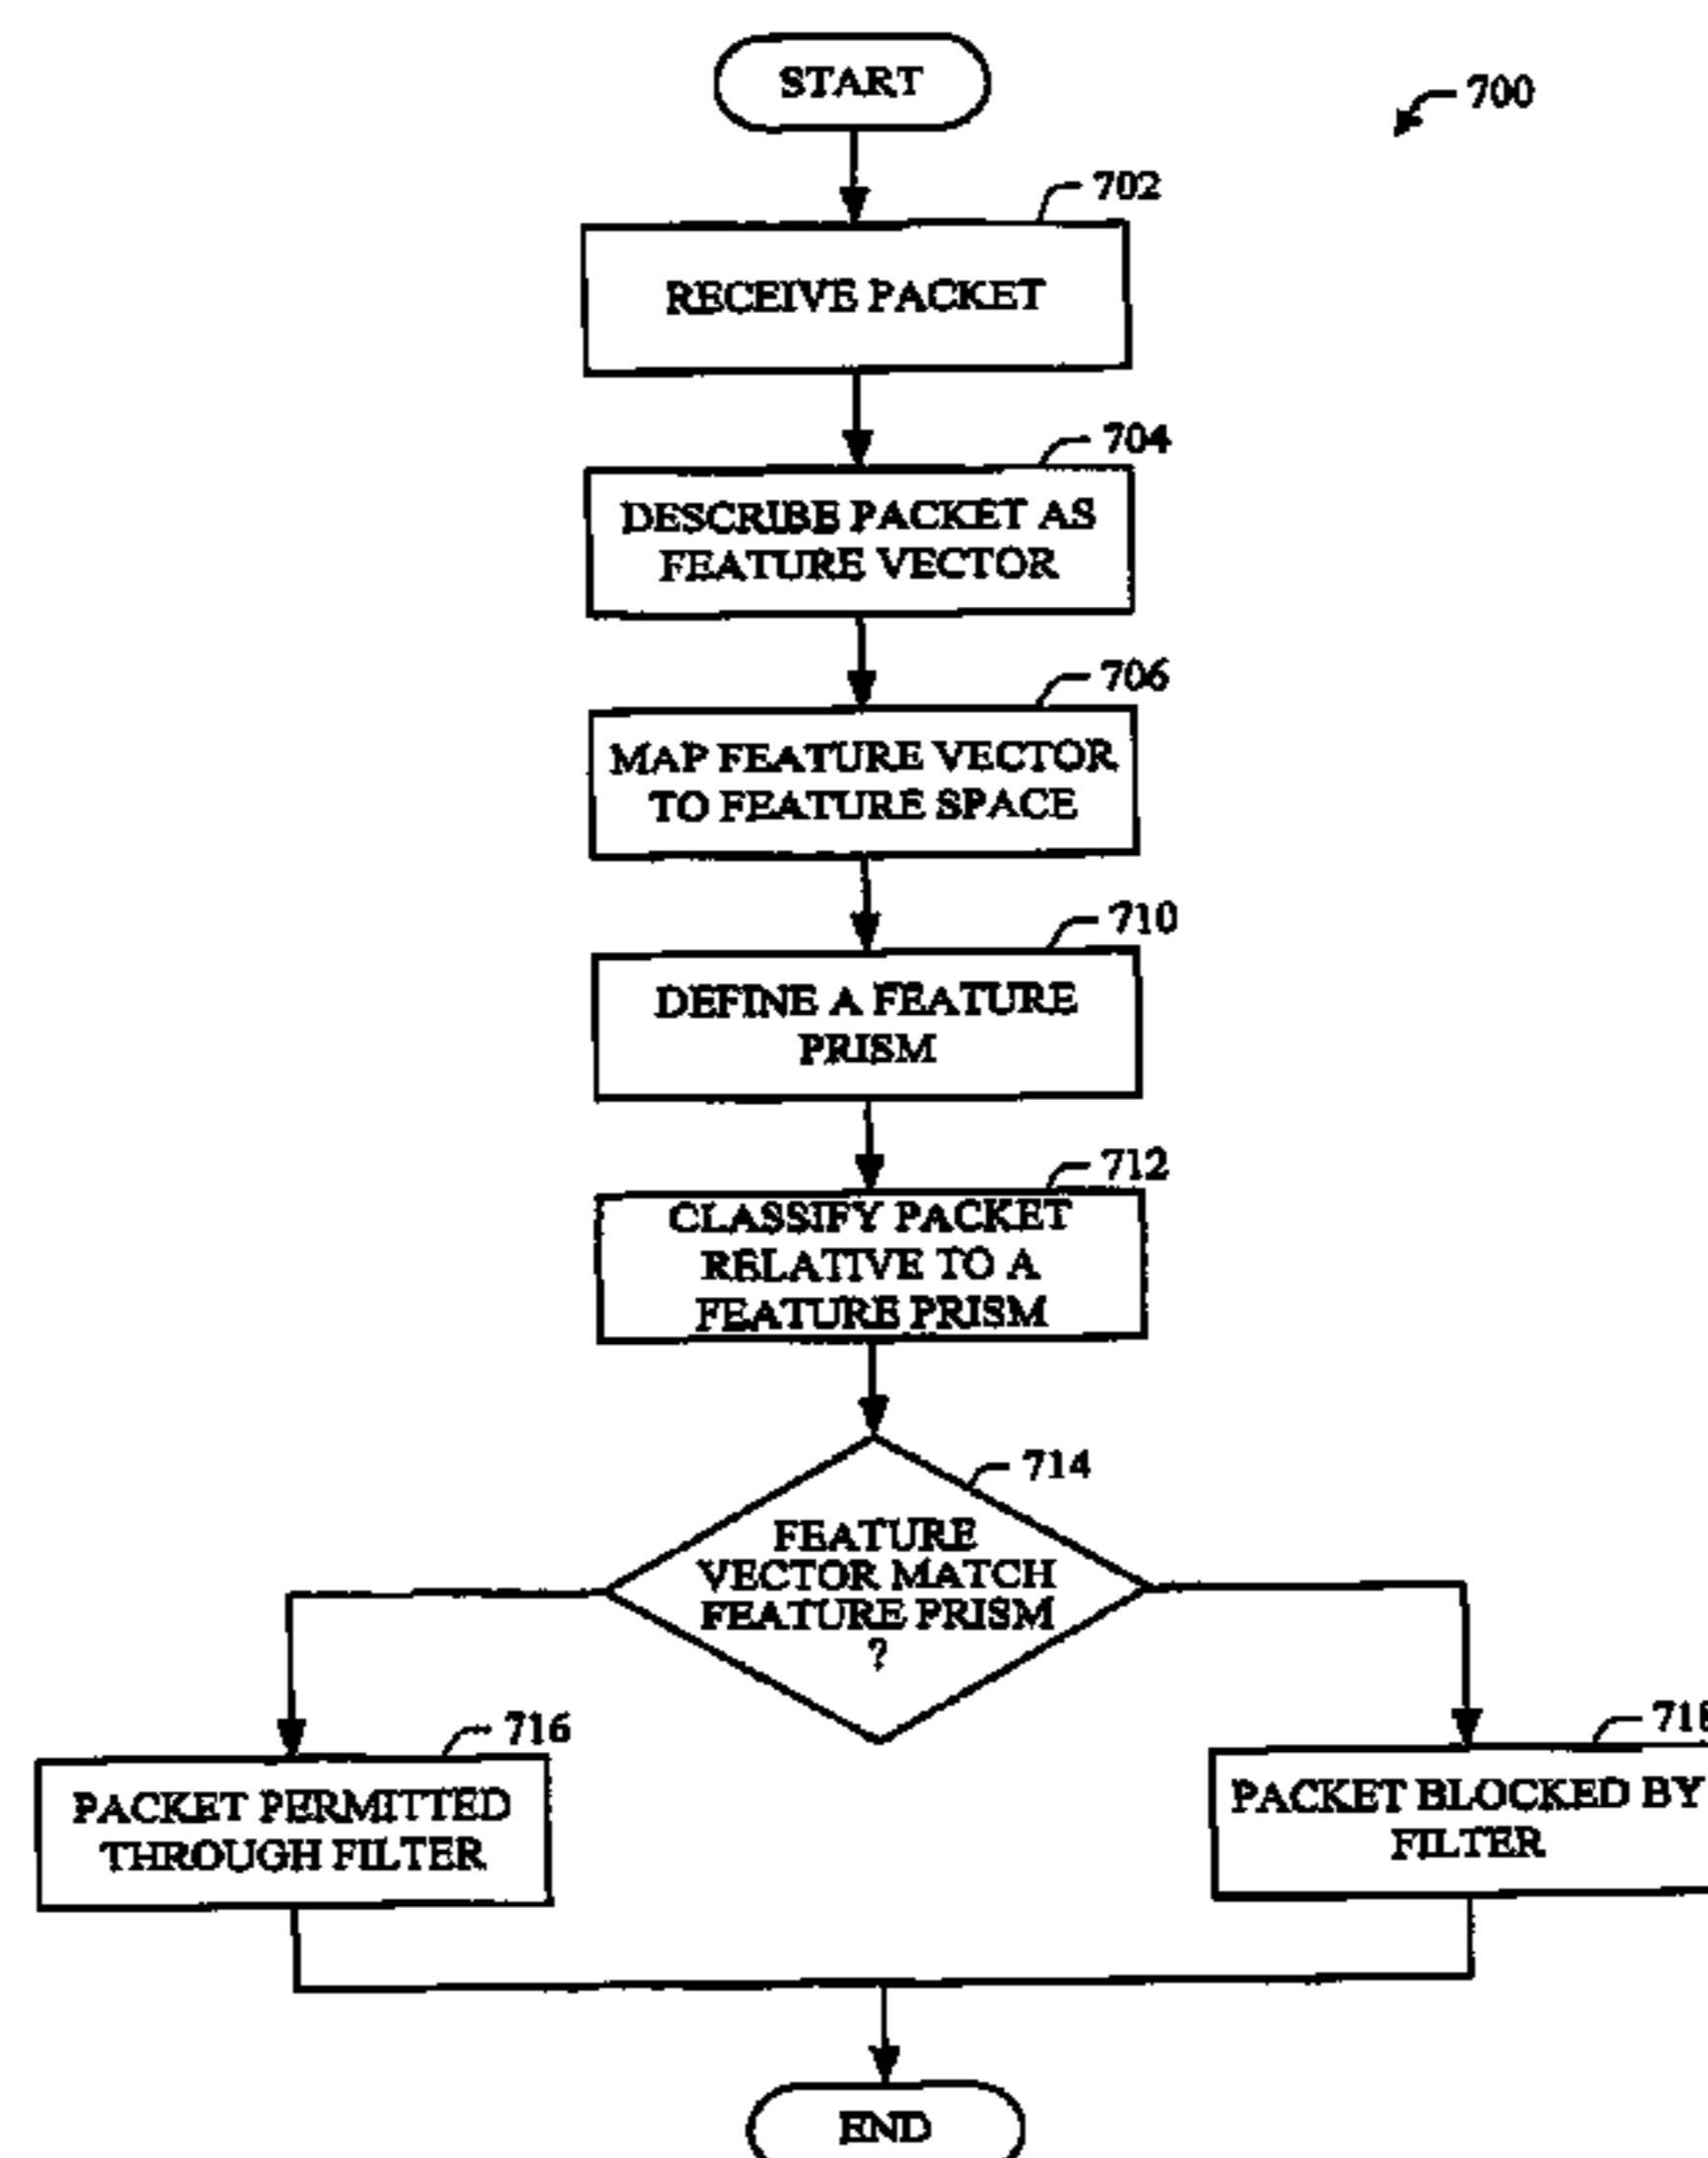 START
700
702
RECEIVE PACKET
704
DESCRIBE PACKET AS
FEATURE VECTOR
706
MAP FEATURE VECTOR
TO FEATURE SPACE
710
DEFINE A FEATURE
PRISM
712
CLASSIFY PACKET
RELATIVE TO A
FEATURE PRISM
714
FEATURE
VECTOR MATCH
FEATURE PRISM
?
716
PACKET PERMITTED
THROUGH FILTER
718
PACKET BLOCKED BY
FILTER
END